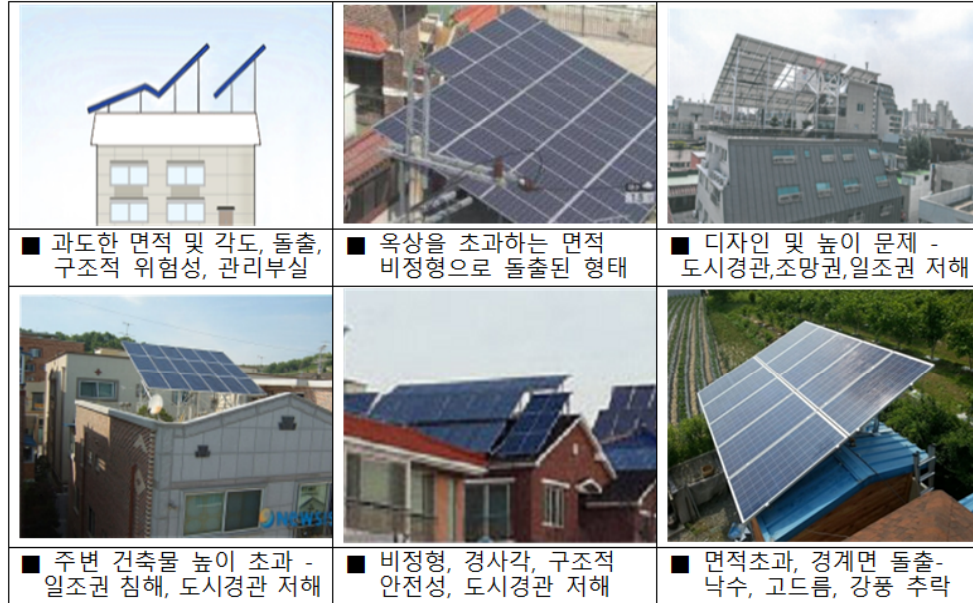 ■ 과도한 면적 및 각도, 돌출,
구조적 위험성, 관리부실
■ 옥상을 초과하는 면적
비정형으로 돌출된 형태
■ 디자인 및 높이 문제 -
도시경관,조망권,일조권 저해
NEWSIS
■ 주변 건축물 높이 초과 -
일조권 침해, 도시경관 저해
■ 비정형, 경사각, 구조적
안전성, 도시경관 저해
■ 면적초과, 경계면 돌출-
낙수, 고드름, 강풍 추락